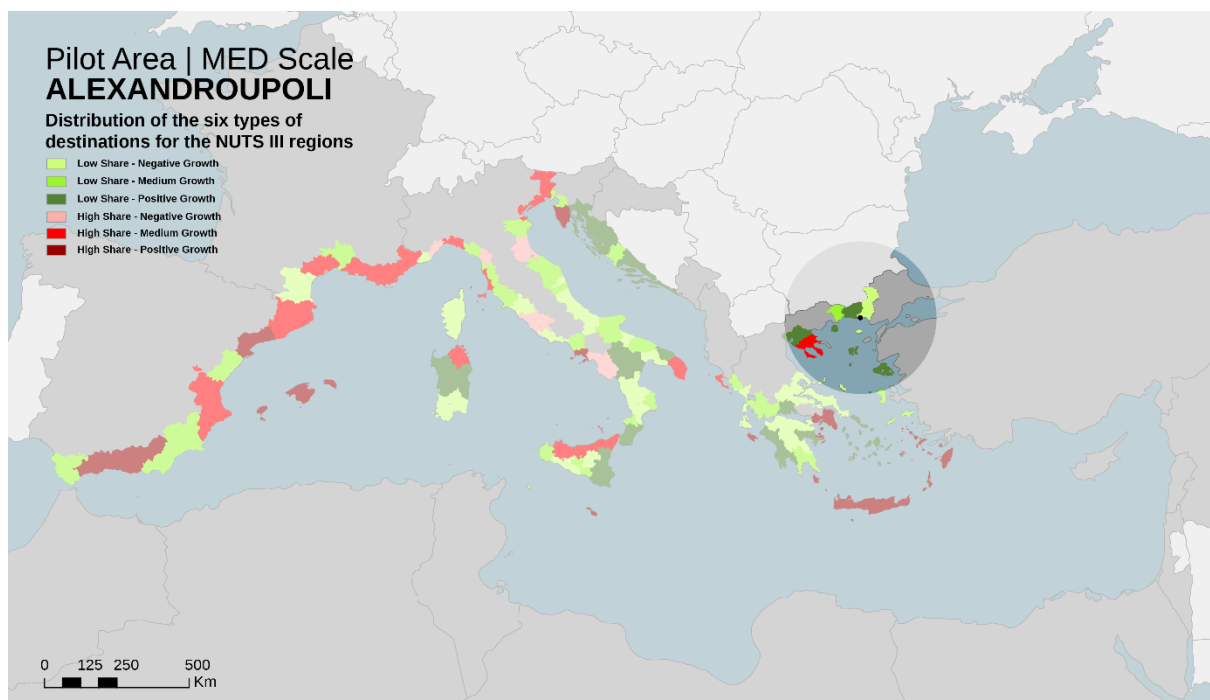 Pilot Area | MED Scale
ALEXANDROUPOLI
Distribution of the six types of
destinations for the NUTS III regions
Low Share - Negative Growth
Low Share - Medium Growth
Low Share - Positive Growth
High Share - Negative Growth
High Share - Medium Growth
High Share - Positive Growth
0 125 250 500
Km